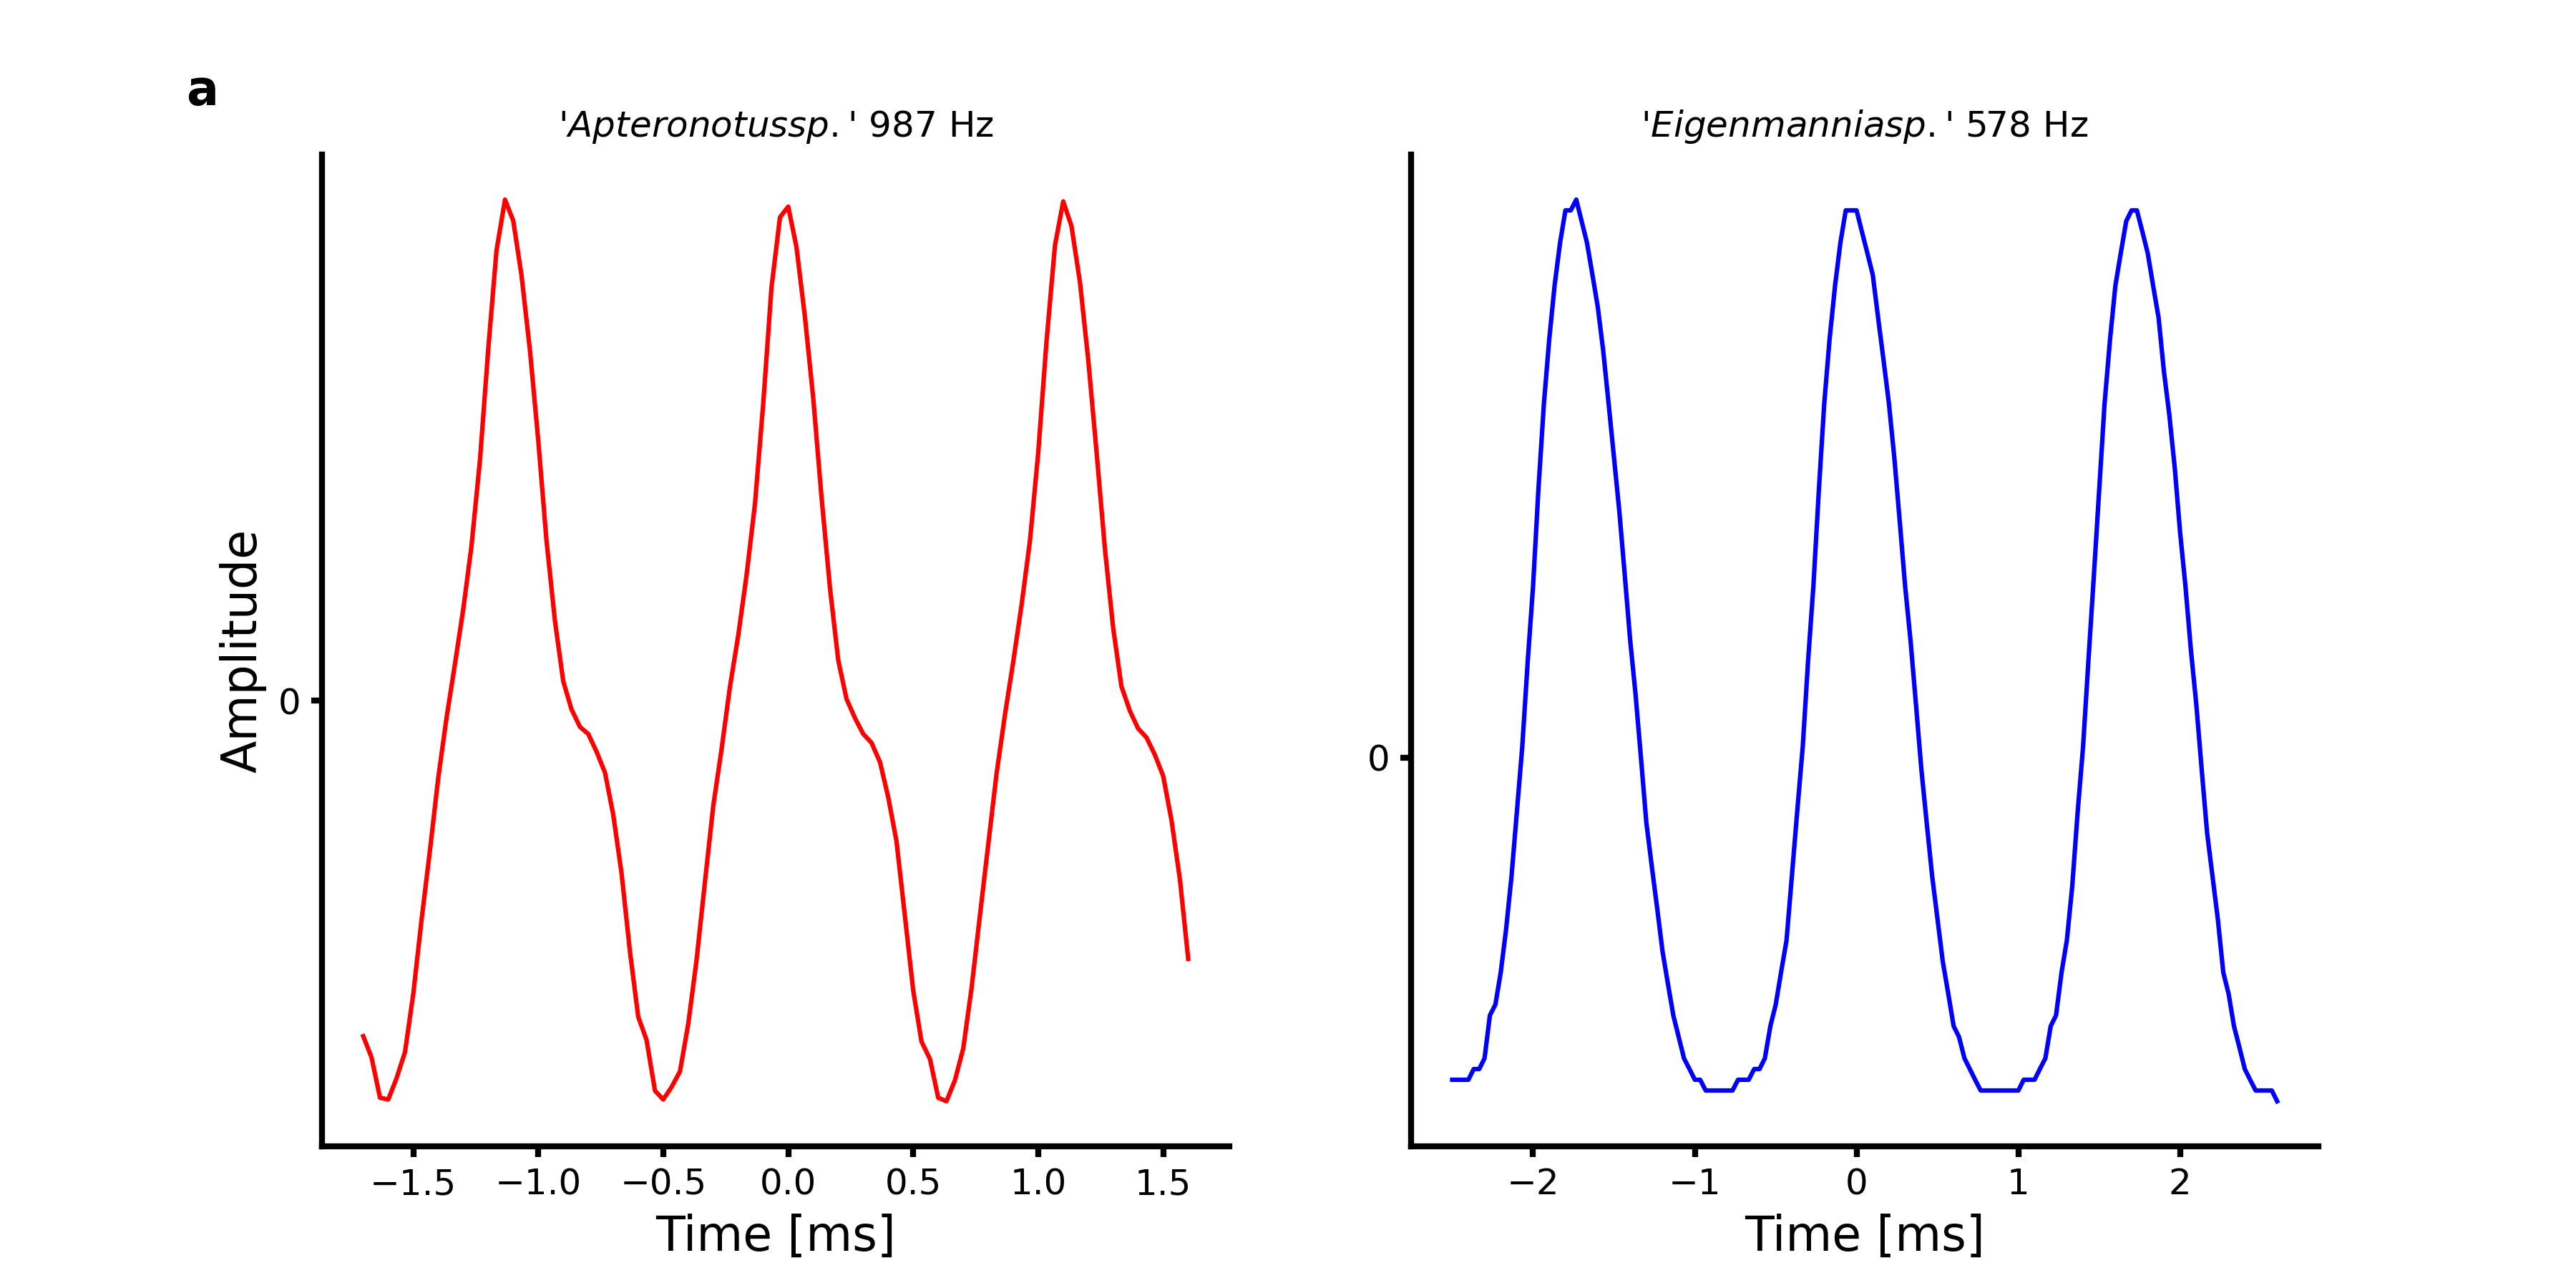 a
'Apteronotussp.' 987 Hz
Amplitude
0
−1.5 −1.0 −0.5 0.0 0.5 1.0 1.5
Time [ms]
'Eigenmanniasp.' 578 Hz
0
−2 −1 0 1 2
Time [ms]